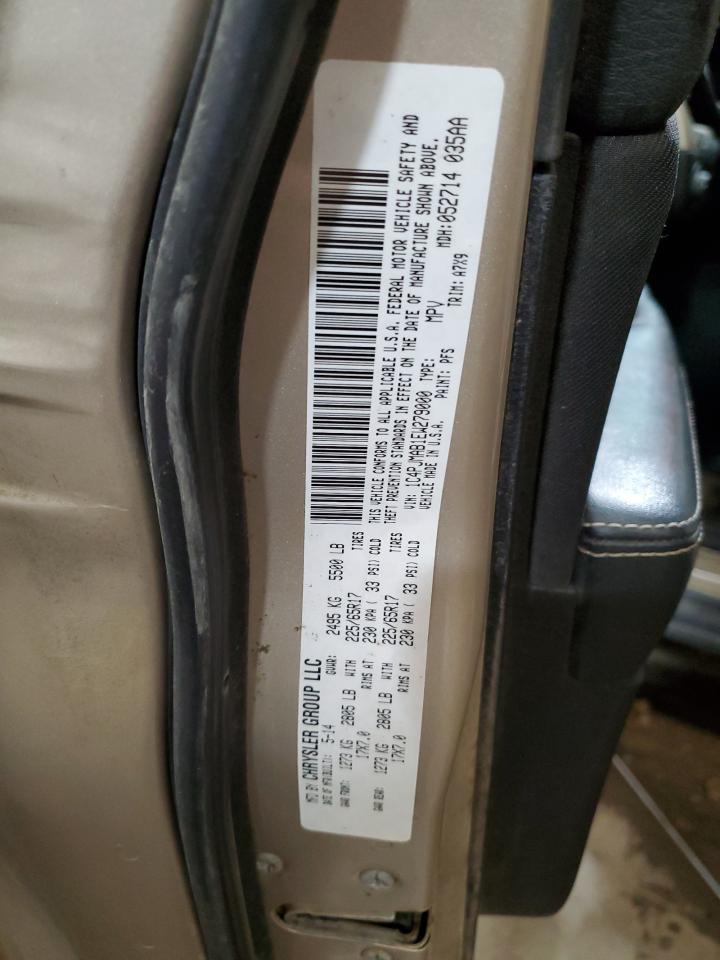 MFD BY CHRYSLER GROUP LLC
DATE OF MFR(BUILT): 5-14 GVWR: 2495 KG 5500 LB
GAWR FRONT: 1273 KG 2805 LB WITH 225/65R17 TIRES
17X7.0 RIMS AT 230 KPA ( 33 PSI) COLD
GAWR REAR: 1273 KG 2805 LB WITH 225/65R17 TIRES
17X7.0 RIMS AT 230 KPA ( 33 PSI) COLD
THIS VEHICLE CONFORMS TO ALL APPLICABLE U.S.A. FEDERAL MOTOR VEHICLE SAFETY AND
THEFT PREVENTION STANDARDS IN EFFECT ON THE DATE OF MANUFACTURE SHOWN ABOVE.
VIN: 1C4PJMAB1EW279000 TYPE: MPV MDH:052714 035AA
VEHICLE MADE IN U.S.A. PAINT: PFS TRIM: A7X9